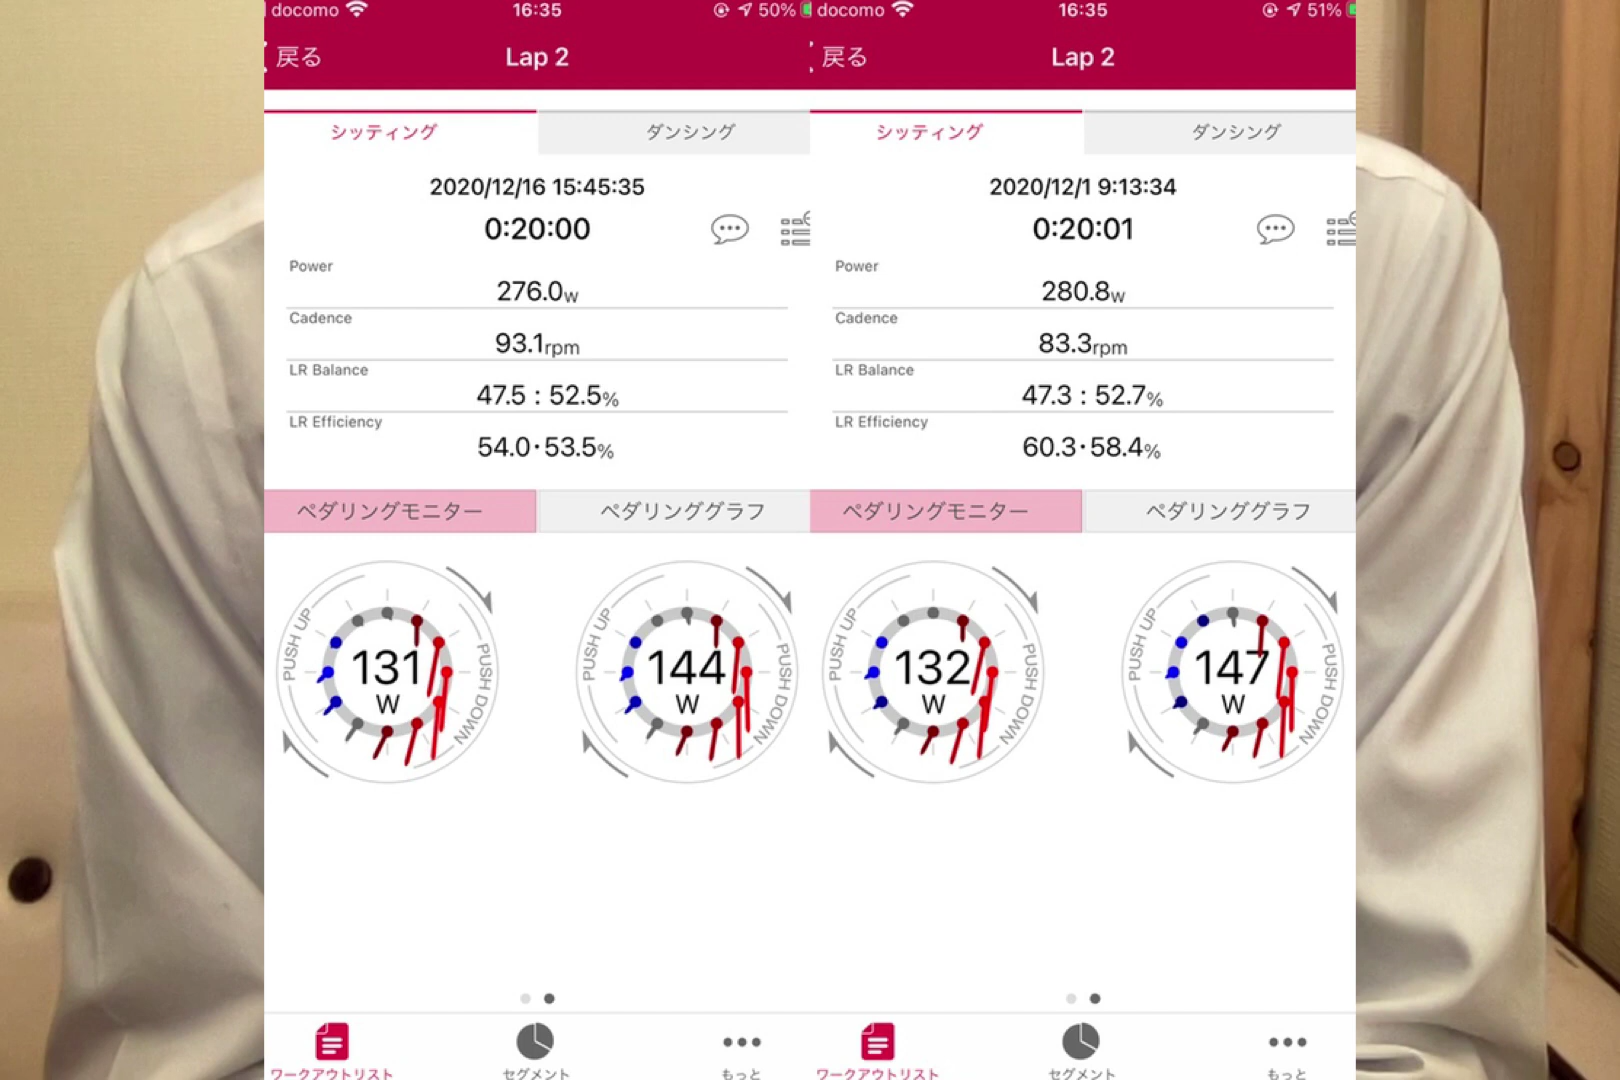 docomo 16:35 50%
戻る Lap 2
シッティング ダンシング
2020/12/16 15:45:35
0:20:00
Power
276.0W
Cadence
93.1rpm
LR Balance
47.5 : 52.5%
LR Efficiency
54.0・53.5%
ペダリングモニター ペダリンググラフ
PUSH UP 131 W PUSH DOWN
PUSH UP 144 W PUSH DOWN
ワークアウトリスト セグメント もっと
docomo 16:35 51%
戻る Lap 2
シッティング ダンシング
2020/12/1 9:13:34
0:20:01
Power
280.8W
Cadence
83.3rpm
LR Balance
47.3 : 52.7%
LR Efficiency
60.3・58.4%
ペダリングモニター ペダリンググラフ
PUSH UP 132 W PUSH DOWN
PUSH UP 147 W PUSH DOWN
ワークアウトリスト セグメント もっと